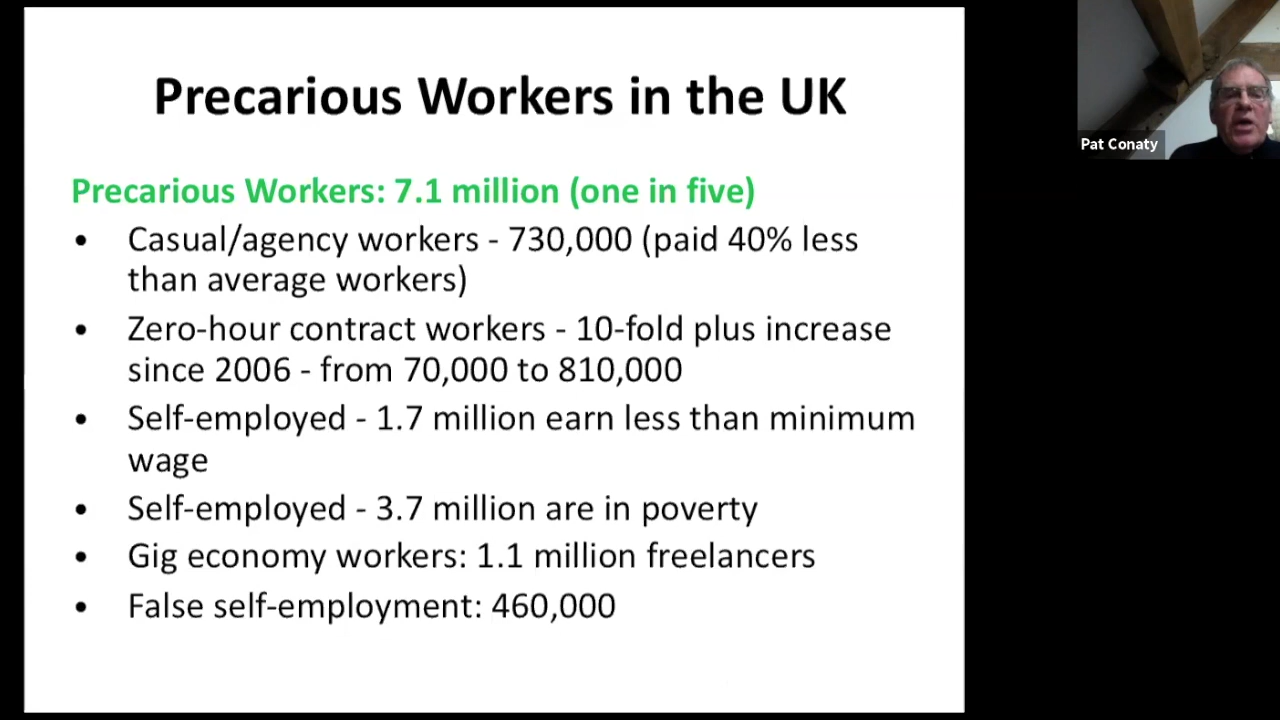 Precarious Workers in the UK
Precarious Workers: 7.1 million (one in five)
• Casual/agency workers - 730,000 (paid 40% less
than average workers)
• Zero-hour contract workers - 10-fold plus increase
since 2006 - from 70,000 to 810,000
• Self-employed - 1.7 million earn less than minimum
wage
• Self-employed - 3.7 million are in poverty
• Gig economy workers: 1.1 million freelancers
• False self-employment: 460,000
Pat Conaty